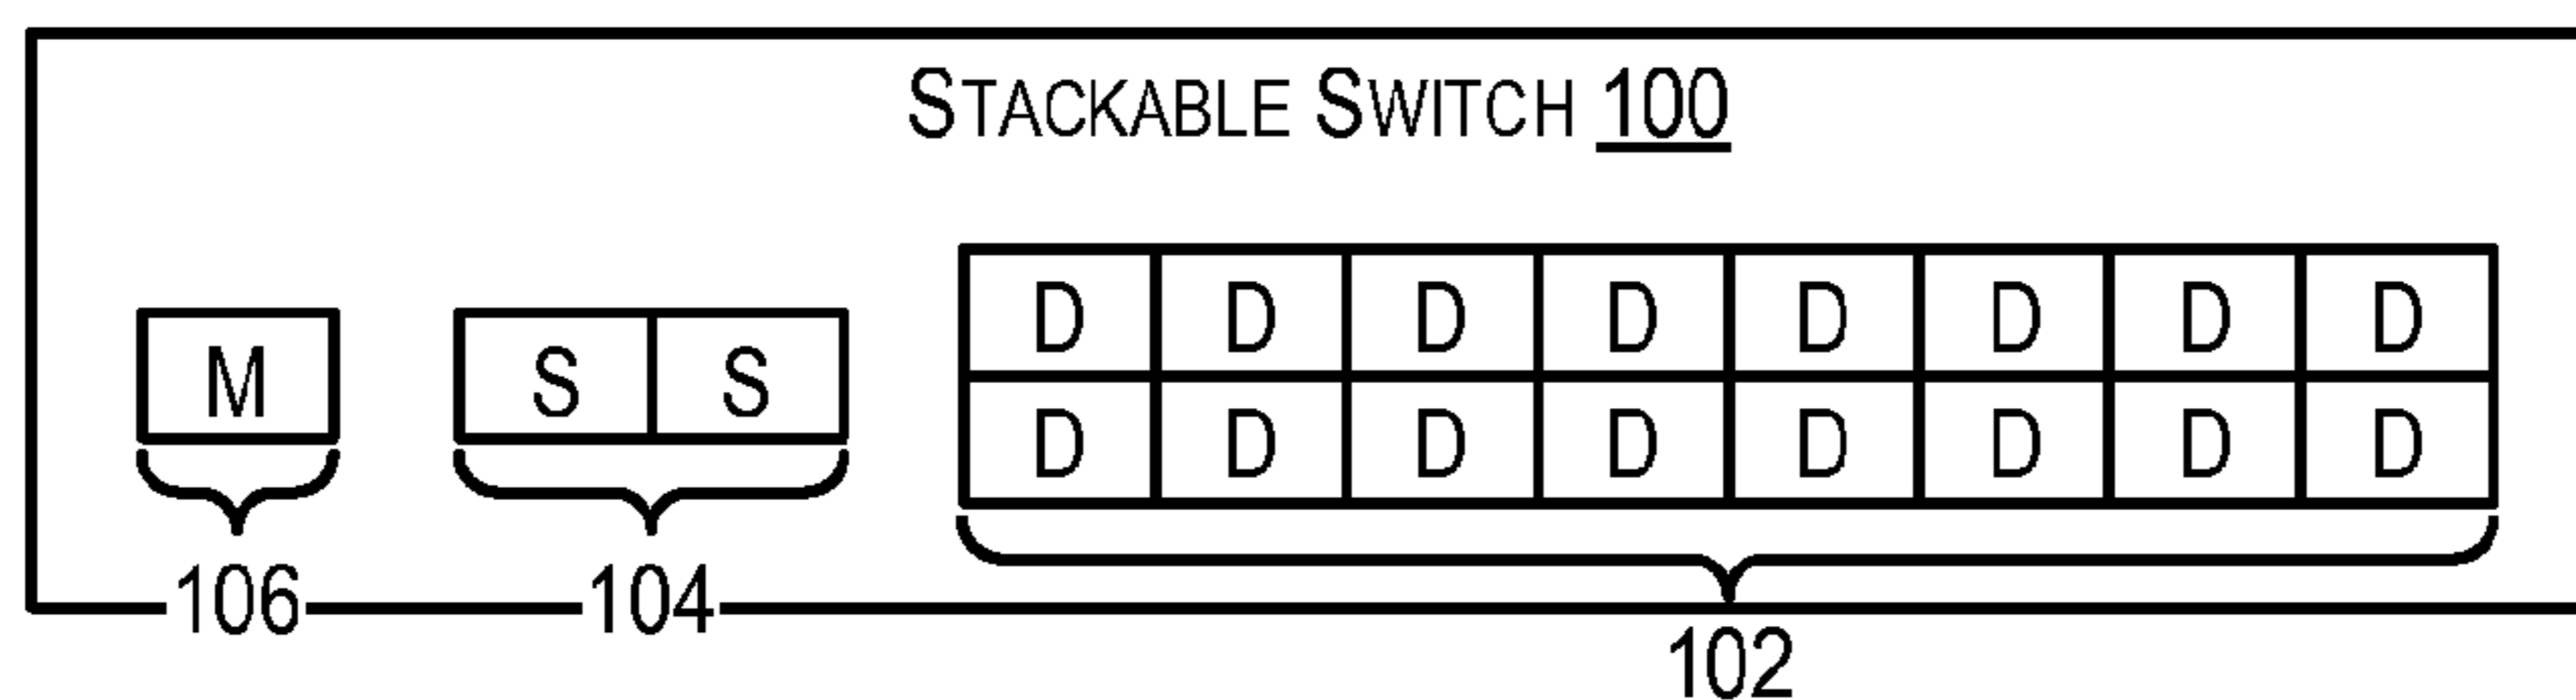 STACKABLE SWITCH 100
D D D D D D D D
M S S
D D D D D D D D
106 104
102